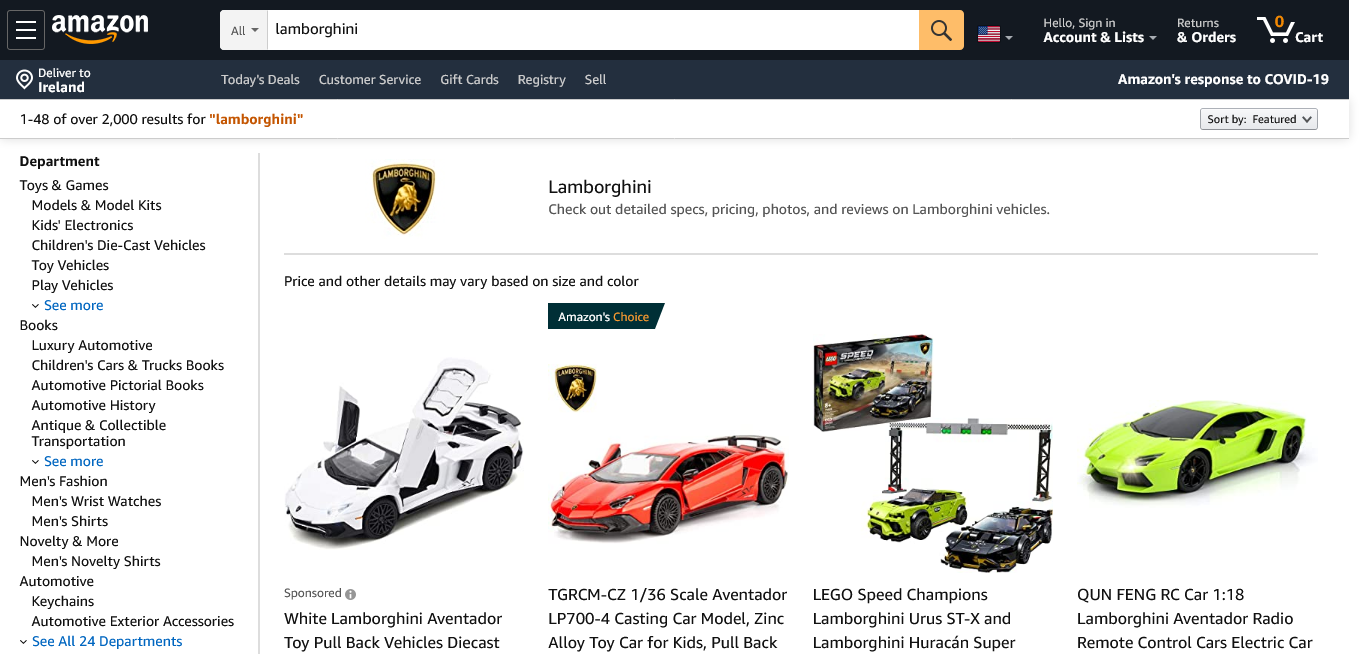 amazon
All
lamborghini
Hello, Sign in
Account & Lists
Returns
& Orders
0
Cart
Deliver to
Ireland
Today's Deals
Customer Service
Gift Cards
Registry
Sell
Amazon's response to COVID-19
1-48 of over 2,000 results for "lamborghini"
Sort by: Featured
Department
Toys & Games
Models & Model Kits
Kids' Electronics
Children's Die-Cast Vehicles
Toy Vehicles
Play Vehicles
See more
Books
Luxury Automotive
Children's Cars & Trucks Books
Automotive Pictorial Books
Automotive History
Antique & Collectible
Transportation
See more
Men's Fashion
Men's Wrist Watches
Men's Shirts
Novelty & More
Men's Novelty Shirts
Automotive
Keychains
Automotive Exterior Accessories
See All 24 Departments
LAMBORGHINI
Lamborghini
Check out detailed specs, pricing, photos, and reviews on Lamborghini vehicles.
Price and other details may vary based on size and color
Sponsored
White Lamborghini Aventador
Toy Pull Back Vehicles Diecast
Amazon's Choice
LAMBORGHINI
TGRCM-CZ 1/36 Scale Aventador
LP700-4 Casting Car Model, Zinc
Alloy Toy Car for Kids, Pull Back
LEGO
SPEED
LEGO Speed Champions
Lamborghini Urus ST-X and
Lamborghini Huracán Super
QUN FENG RC Car 1:18
Lamborghini Aventador Radio
Remote Control Cars Electric Car